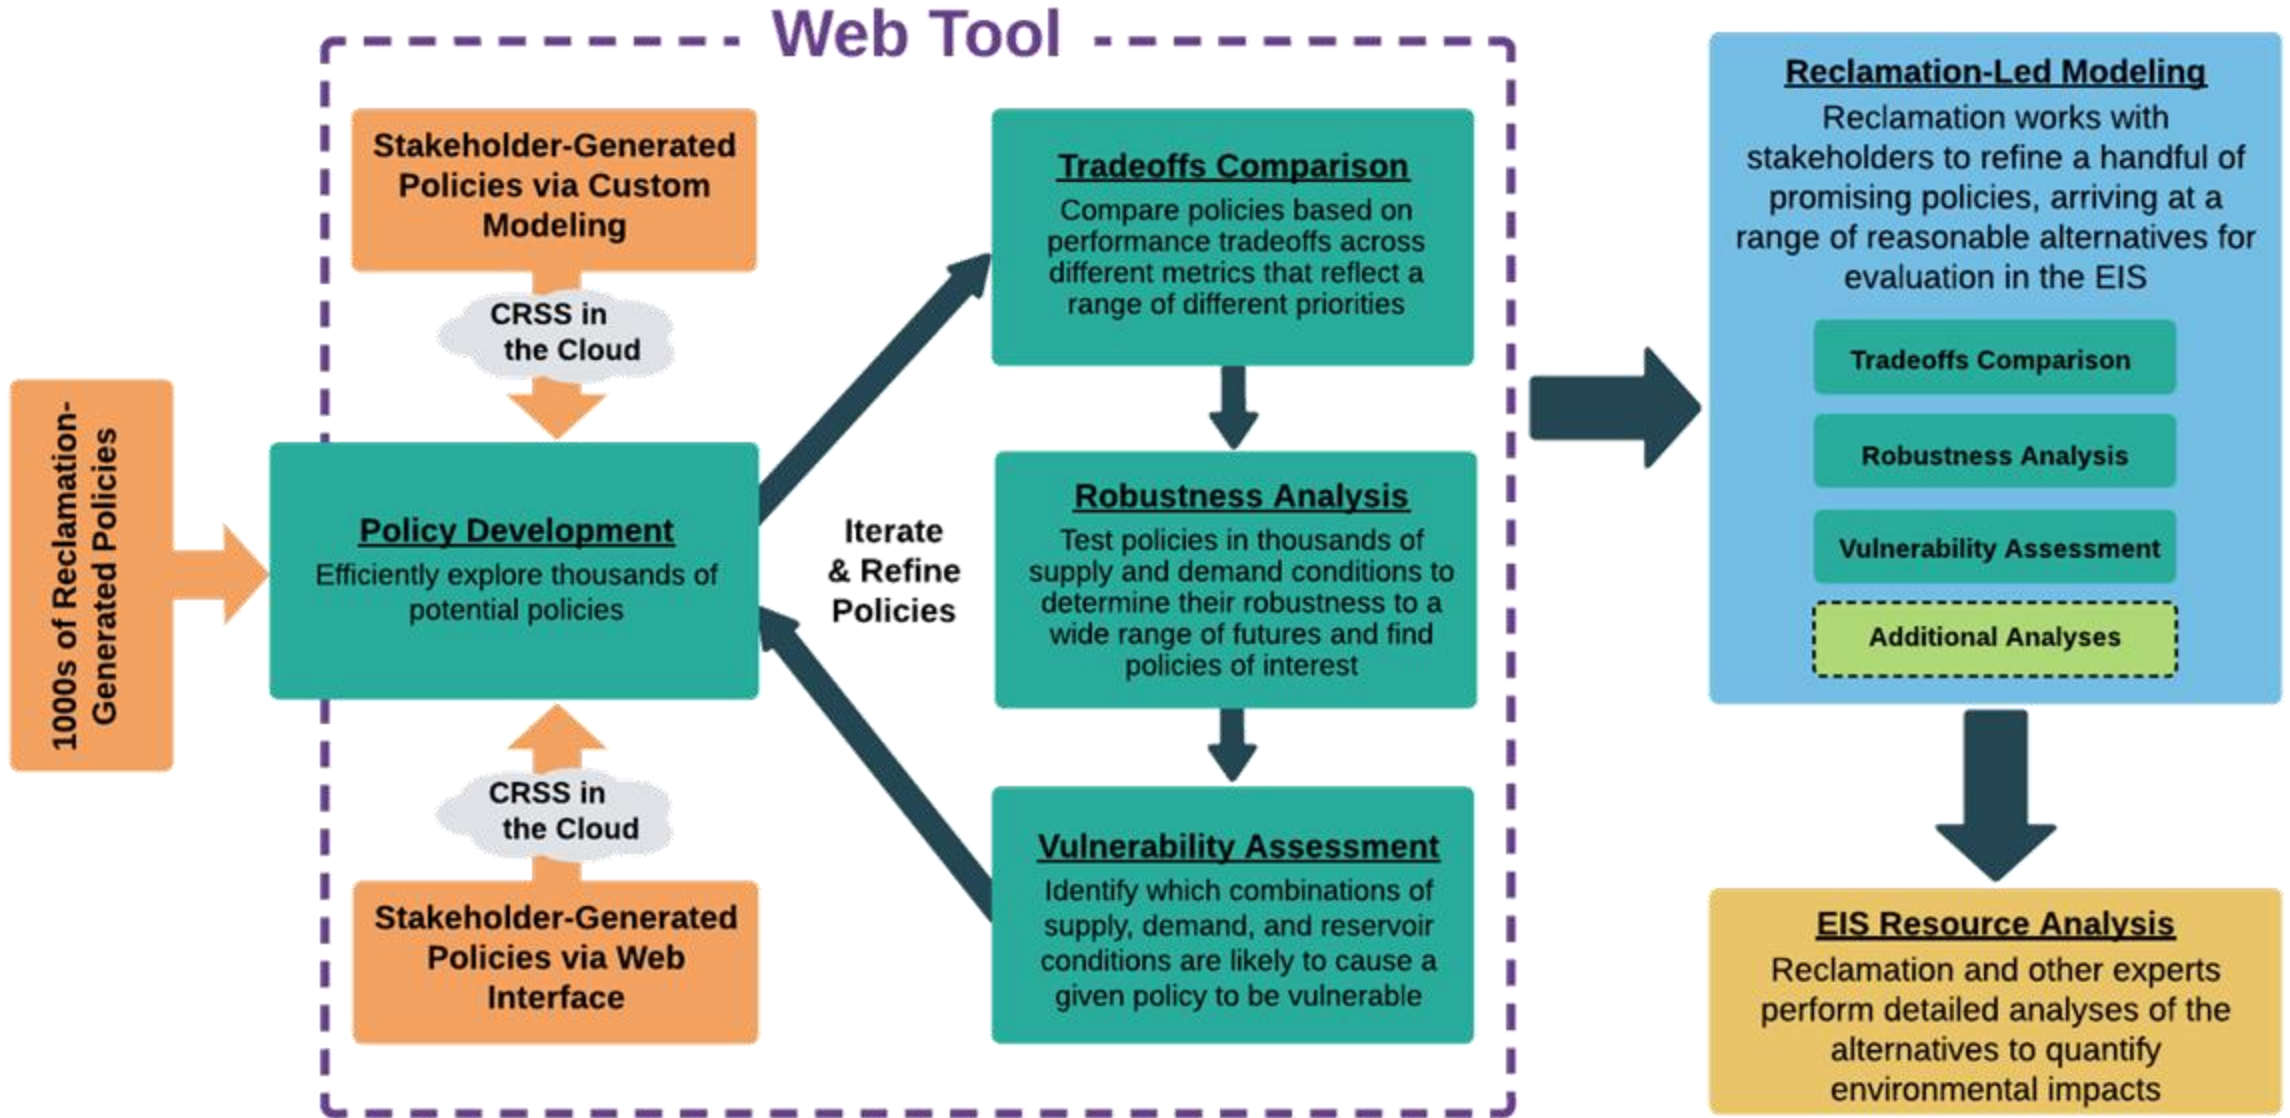 Web Tool
1000s of Reclamation-
Generated Policies
Stakeholder-Generated
Policies via Custom
Modeling
CRSS in
the Cloud
Policy Development
Efficiently explore thousands of
potential policies
CRSS in
the Cloud
Stakeholder-Generated
Policies via Web
Interface
Iterate
& Refine
Policies
Tradeoffs Comparison
Compare policies based on
performance tradeoffs across
different metrics that reflect a
range of different priorities
Robustness Analysis
Test policies in thousands of
supply and demand conditions to
determine their robustness to a
wide range of futures and find
policies of interest
Vulnerability Assessment
Identify which combinations of
supply, demand, and reservoir
conditions are likely to cause a
given policy to be vulnerable
Reclamation-Led Modeling
Reclamation works with
stakeholders to refine a handful of
promising policies, arriving at a
range of reasonable alternatives for
evaluation in the EIS
Tradeoffs Comparison
Robustness Analysis
Vulnerability Assessment
Additional Analyses
EIS Resource Analysis
Reclamation and other experts
perform detailed analyses of the
alternatives to quantify
environmental impacts